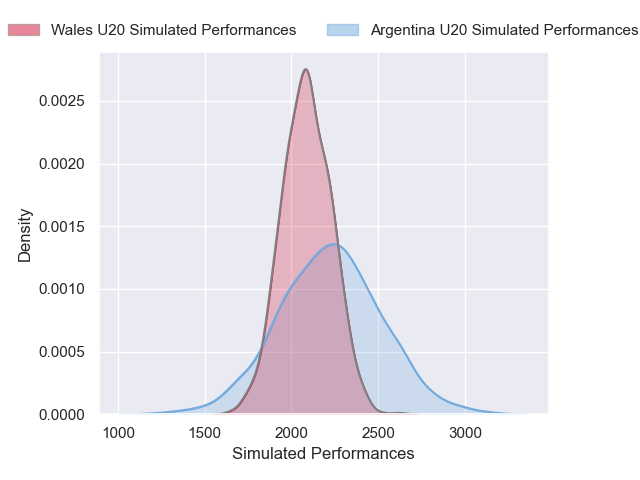 Wales U20 Simulated Performances
Argentina U20 Simulated Performances
0.0025
0.0020
0.0015
0.0010
0.0005
0.0000
Density
1000 1500 2000 2500 3000
Simulated Performances